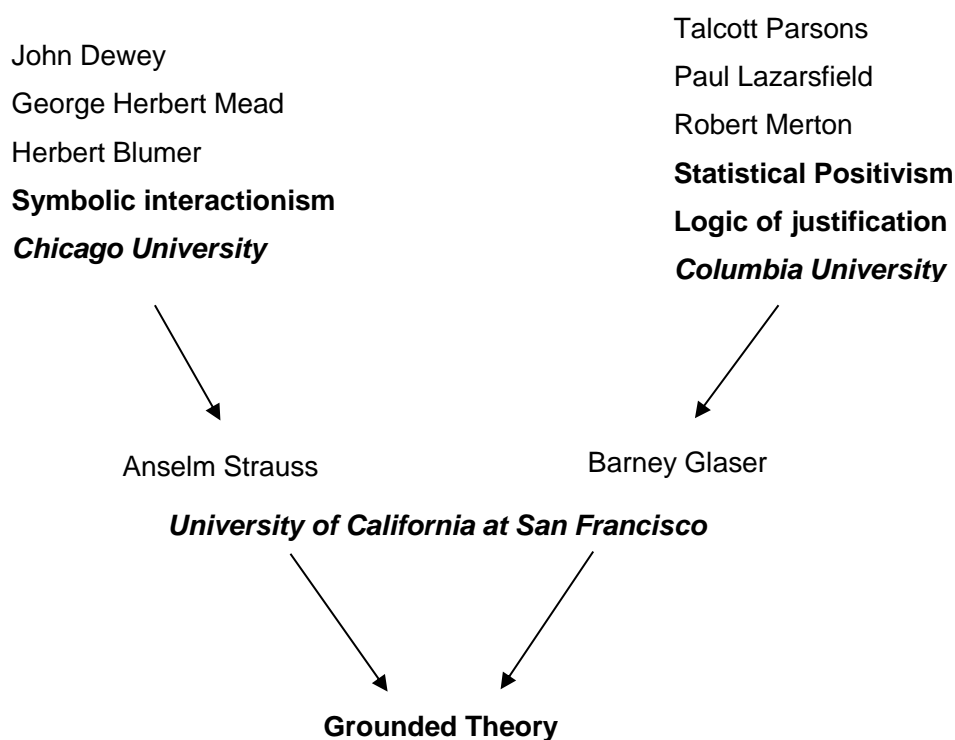 John Dewey
George Herbert Mead
Herbert Blumer
Symbolic interactionism
Chicago University
Talcott Parsons
Paul Lazarsfield
Robert Merton
Statistical Positivism
Logic of justification
Columbia University
Anselm Strauss
Barney Glaser
University of California at San Francisco
Grounded Theory